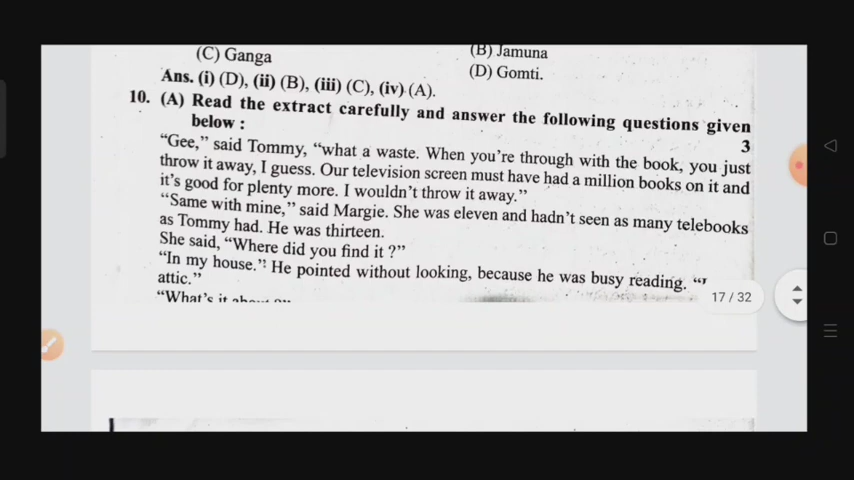 (C) Ganga
(B) Jamuna
Ans. (i) (D), (ii) (B), (iii) (C), (iv) (A).
(D) Gomti.
10. (A) Read the extract carefully and answer the following questions given
below :
3
“Gee,” said Tommy, “what a waste. When you’re through with the book, you just
throw it away, I guess. Our television screen must have had a million books on it and
it’s good for plenty more. I wouldn’t throw it away.”
“Same with mine,” said Margie. She was eleven and hadn’t seen as many telebooks
as Tommy had. He was thirteen.
She said, “Where did you find it ?”
“In my house.” He pointed without looking, because he was busy reading.
attic.”
“What’s it
17 / 32